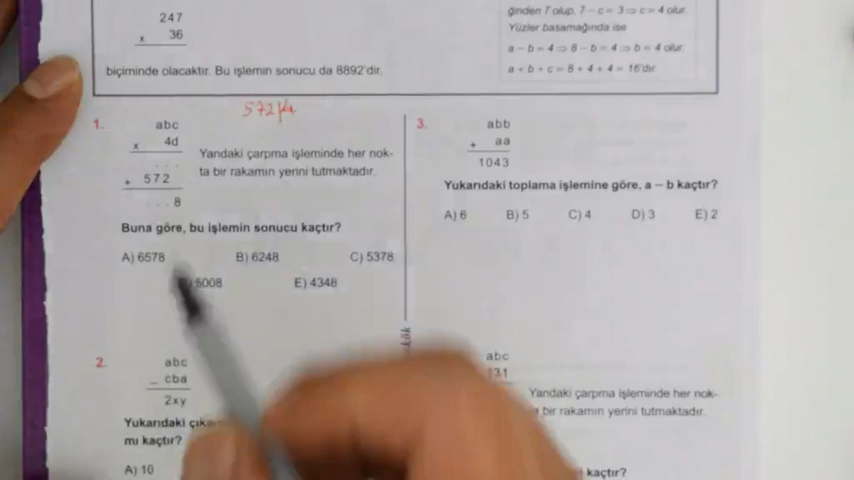 247
x 36
biçiminde olacaktır. Bu işlemin sonucu da 8892'dir.
ğinden 7 olup, 7 – c = 3 ⇒ c = 4 olur.
Yüzler basamağında ise
a – b = 4 ⇒ 8 – b = 4 ⇒ b = 4 olur.
a + b + c = 8 + 4 + 4 = 16'dır.
1.
abc
x 4d
. . .
+ 572
. . . 8
Yandaki çarpma işleminde her nok-
ta bir rakamın yerini tutmaktadır.
Buna göre, bu işlemin sonucu kaçtır?
A) 6578 B) 6248 C) 5378
5008 E) 4348
2.
abc
– cba
2xy
Yukarıdaki
mı kaçtır?
A) 10
3.
abb
+ aa
1043
Yukarıdaki toplama işlemine göre, a – b kaçtır?
A) 6 B) 5 C) 4 D) 3 E) 2
abc
31
Yandaki çarpma işleminde her nok-
bir rakamın yerini tutmaktadır.
kaçtır?